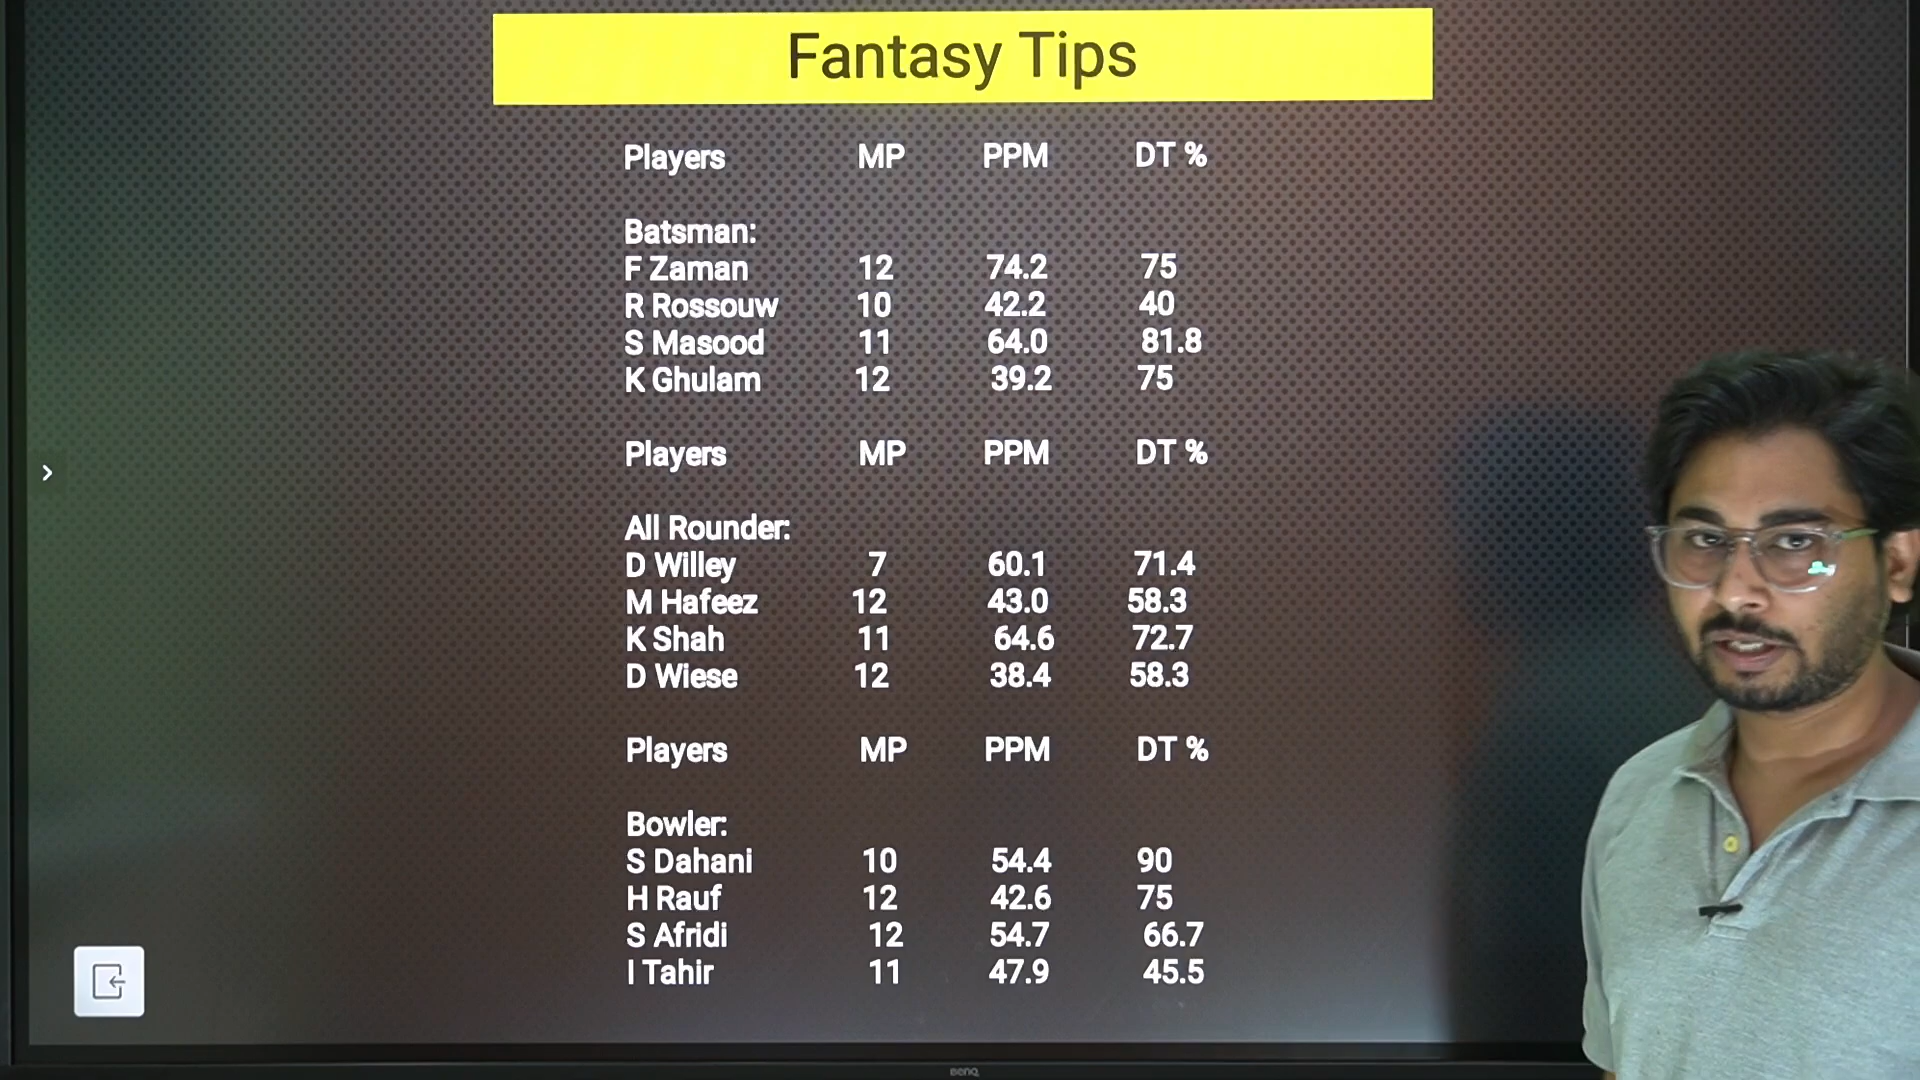 Fantasy Tips
Players MP PPM DT %
Batsman:
F Zaman 12 74.2 75
R Rossouw 10 42.2 40
S Masood 11 64.0 81.8
K Ghulam 12 39.2 75
Players MP PPM DT %
All Rounder:
D Willey 7 60.1 71.4
M Hafeez 12 43.0 58.3
K Shah 11 64.6 72.7
D Wiese 12 38.4 58.3
Players MP PPM DT %
Bowler:
S Dahani 10 54.4 90
H Rauf 12 42.6 75
S Afridi 12 54.7 66.7
I Tahir 11 47.9 45.5
BenQ